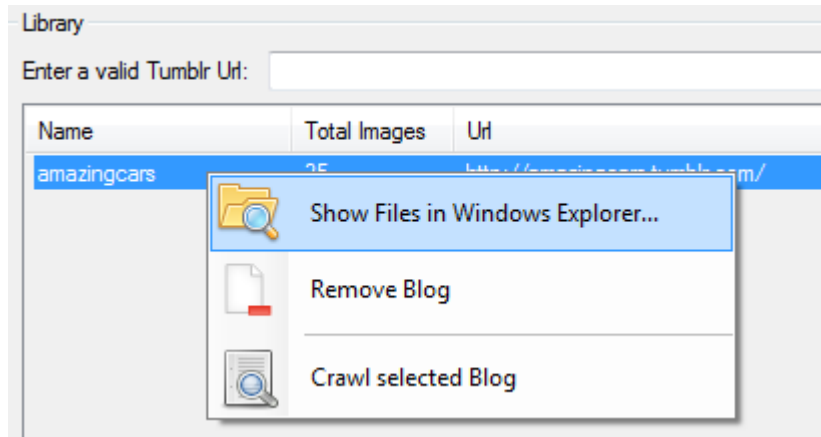 Library
Enter a valid Tumblr Url:
Name Total Images Url
amazingcars
Show Files in Windows Explorer...
Remove Blog
Crawl selected Blog